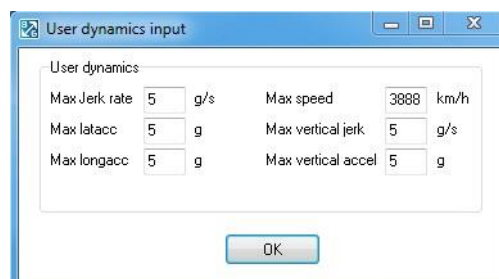 User dynamics input
User dynamics
Max Jerk rate 5 g/s Max speed 3888 km/h
Max latacc 5 g Max vertical jerk 5 g/s
Max longacc 5 g Max vertical accel 5 g
OK